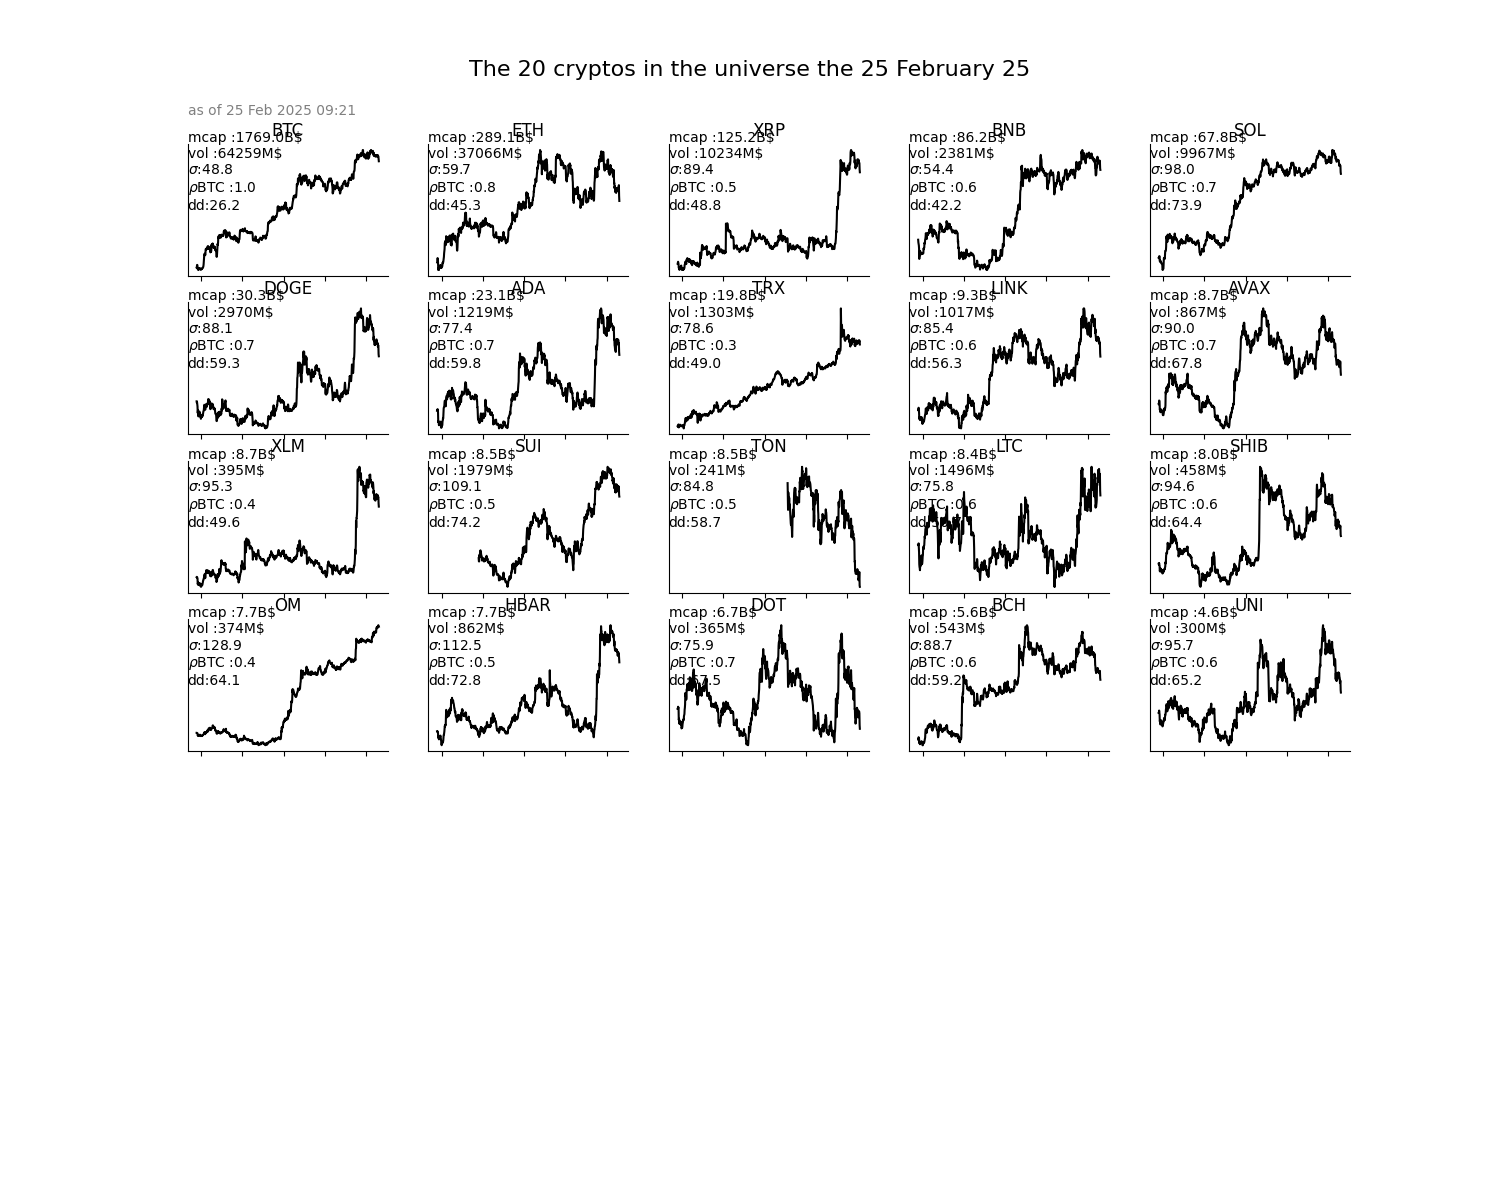 The 20 cryptos in the universe the 25 February 25
as of 25 Feb 2025 09:21
BTC
mcap :1769.0B$
vol :64259M$
σ:48.8
ρBTC :1.0
dd:26.2
ETH
mcap :289.1B$
vol :37066M$
σ:59.7
ρBTC :0.8
dd:45.3
XRP
mcap :125.2B$
vol :10234M$
σ:89.4
ρBTC :0.5
dd:48.8
BNB
mcap :86.2B$
vol :2381M$
σ:54.4
ρBTC :0.6
dd:42.2
SOL
mcap :67.8B$
vol :9967M$
σ:98.0
ρBTC :0.7
dd:73.9
DOGE
mcap :30.3B$
vol :2970M$
σ:88.1
ρBTC :0.7
dd:59.3
ADA
mcap :23.1B$
vol :1219M$
σ:77.4
ρBTC :0.7
dd:59.8
TRX
mcap :19.8B$
vol :1303M$
σ:78.6
ρBTC :0.3
dd:49.0
LINK
mcap :9.3B$
vol :1017M$
σ:85.4
ρBTC :0.6
dd:56.3
AVAX
mcap :8.7B$
vol :867M$
σ:90.0
ρBTC :0.7
dd:67.8
XLM
mcap :8.7B$
vol :395M$
σ:95.3
ρBTC :0.4
dd:49.6
SUI
mcap :8.5B$
vol :1979M$
σ:109.1
ρBTC :0.5
dd:74.2
TON
mcap :8.5B$
vol :241M$
σ:84.8
ρBTC :0.5
dd:58.7
LTC
mcap :8.4B$
vol :1496M$
σ:75.8
ρBTC :0.6
SHIB
mcap :8.0B$
vol :458M$
σ:94.6
ρBTC :0.6
dd:64.4
OM
mcap :7.7B$
vol :374M$
σ:128.9
ρBTC :0.4
dd:64.1
HBAR
mcap :7.7B$
vol :862M$
σ:112.5
ρBTC :0.5
dd:72.8
DOT
mcap :6.7B$
vol :365M$
σ:75.9
ρBTC :0.7
dd:67.5
BCH
mcap :5.6B$
vol :543M$
σ:88.7
ρBTC :0.6
dd:59.2
UNI
mcap :4.6B$
vol :300M$
σ:95.7
ρBTC :0.6
dd:65.2